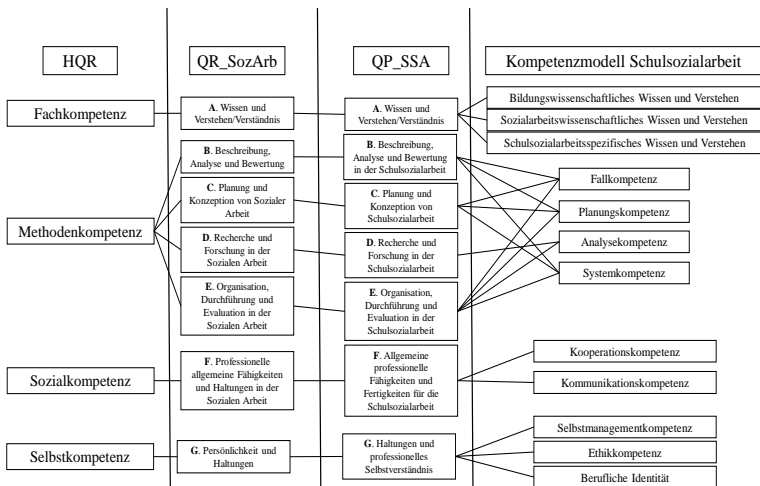 HQR
QR_SozArb
QP_SSA
Kompetenzmodell Schulsozialarbeit
Fachkompetenz
A. Wissen und
Verstehen/Verständnis
A. Wissen und
Verstehen/Verständnis
Bildungswissenschaftliches Wissen und Verstehen
Sozialarbeitswissenschaftliches Wissen und Verstehen
Schulsozialarbeitsspezifisches Wissen und Verstehen
Methodenkompetenz
B. Beschreibung,
Analyse und Bewertung
C. Planung und
Konzeption von Sozialer
Arbeit
D. Recherche und
Forschung in der
Sozialen Arbeit
E. Organisation,
Durchführung und
Evaluation in der
Sozialen Arbeit
B. Beschreibung,
Analyse und Bewertung
in der Schulsozialarbeit
C. Planung und
Konzeption von
Schulsozialarbeit
D. Recherche und
Forschung in der
Schulsozialarbeit
E. Organisation,
Durchführung und
Evaluation in der
Schulsozialarbeit
Fallkompetenz
Planungskompetenz
Analysekompetenz
Systemkompetenz
Sozialkompetenz
F. Professionelle
allgemeine Fähigkeiten
und Haltungen in der
Sozialen Arbeit
F. Allgemeine
professionelle
Fähigkeiten und
Fertigkeiten für die
Schulsozialarbeit
Kooperationskompetenz
Kommunikationskompetenz
Selbstkompetenz
G. Persönlichkeit und
Haltungen
G. Haltungen und
professionelles
Selbstverständnis
Selbstmanagementkompetenz
Ethikkompetenz
Berufliche Identität